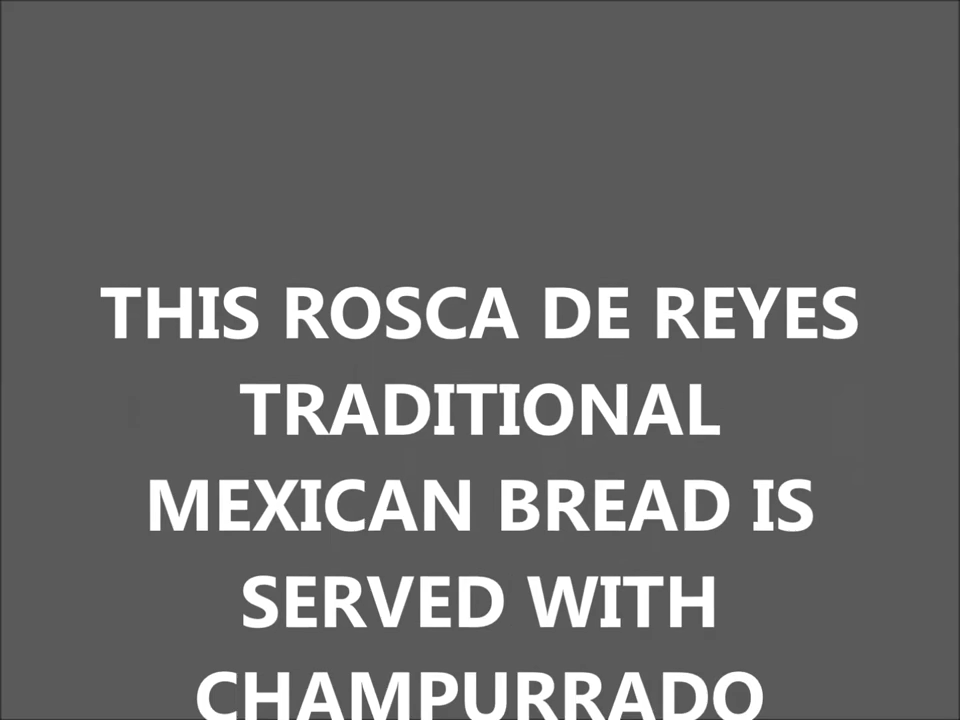 THIS ROSCA DE REYES
TRADITIONAL
MEXICAN BREAD IS
SERVED WITH
CHAMPURRADO